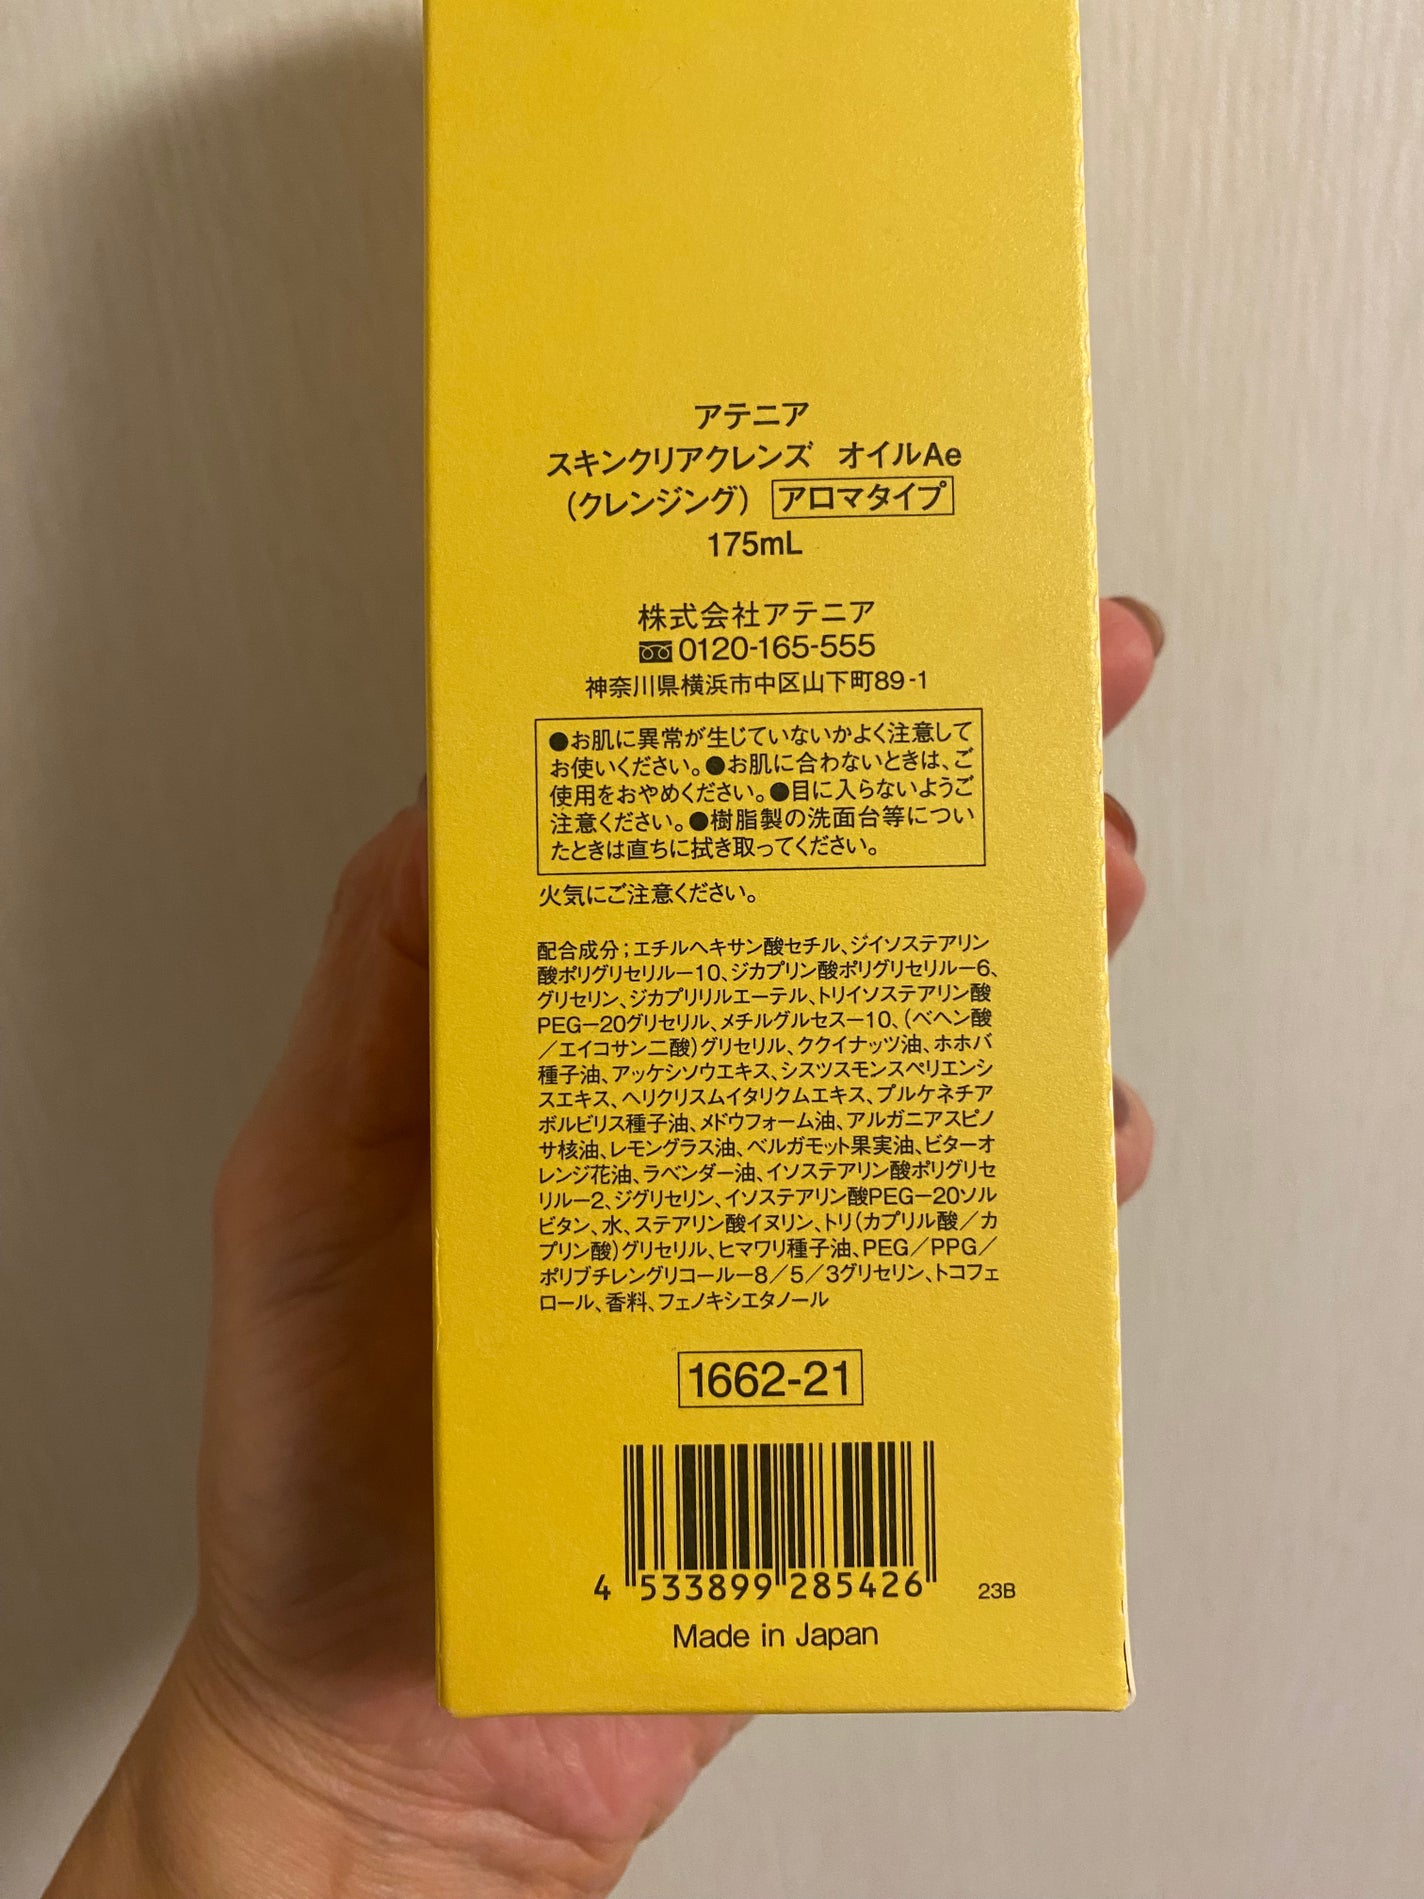 アテニア
スキンクリアクレンズ オイルAe
(クレンジング) アロマタイプ
175mL
株式会社アテニア
0120-165-555
神奈川県横浜市中区山下町89-1
●お肌に異常が生じていないかよく注意して
お使いください。●お肌に合わないときは、ご
使用をおやめください。●目に入らないようご
注意ください。●樹脂製の洗面台等につい
たときは直ちに拭き取ってください。
火気にご注意ください。
配合成分;エチルヘキサン酸セチル、ジイソステアリン
酸ポリグリセリルー10、ジカプリン酸ポリグリセリルー6、
グリセリン、ジカプリリルエーテル、トリイソステアリン酸
PEG－20グリセリル、メチルグルセスー10、(ベヘン酸
／エイコサン二酸)グリセリル、ククイナッツ油、ホホバ
種子油、アッケシソウエキス、シスツスモンスペリエンシ
スエキス、ヘリクリスムイタリクムエキス、プルケネチア
ボルビリス種子油、メドウフォーム油、アルガニアスピノ
サ核油、レモングラス油、ベルガモット果実油、ビターオ
レンジ花油、ラベンダー油、イソステアリン酸ポリグリセ
リルー2、ジグリセリン、イソステアリン酸PEG－20ソル
ビタン、水、ステアリン酸イヌリン、トリ(カプリル酸／カ
プリン酸)グリセリル、ヒマワリ種子油、PEG／PPG／
ポリブチレングリコールー8／5／3グリセリン、トコフェ
ロール、香料、フェノキシエタノール
1662-21
4 533899 285426
23B
Made in Japan